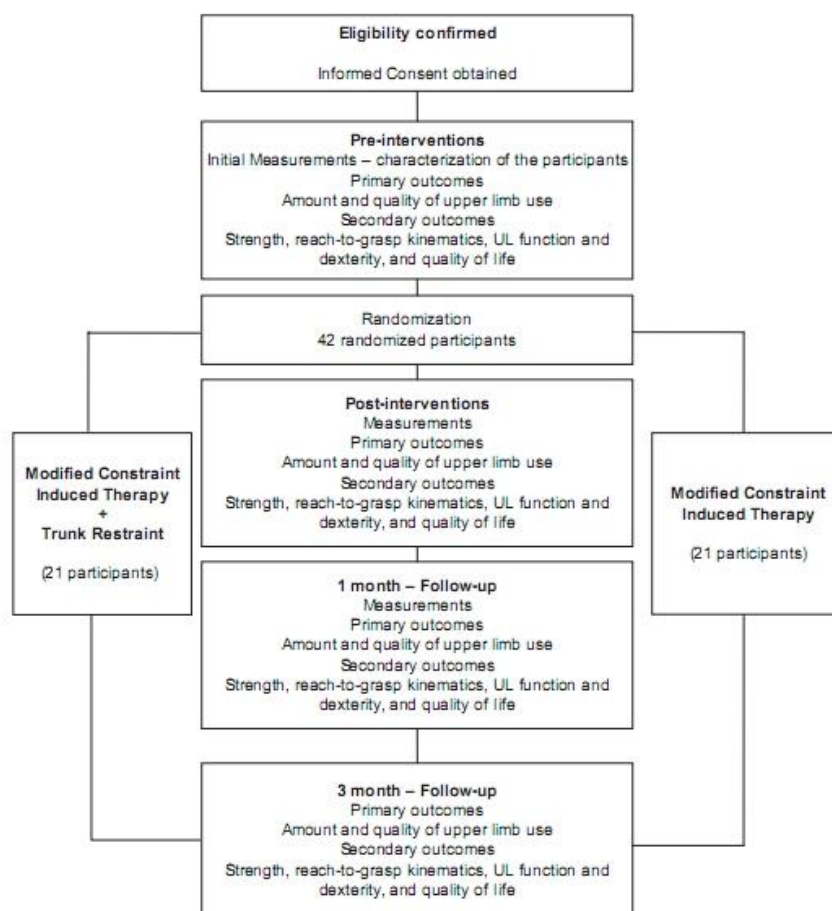 Eligibility confirmed
Informed Consent obtained
Pre-interventions
Initial Measurements – characterization of the participants
Primary outcomes
Amount and quality of upper limb use
Secondary outcomes
Strength, reach-to-grasp kinematics, UL function and
dexterity, and quality of life
Randomization
42 randomized participants
Modified Constraint
Induced Therapy
+
Trunk Restraint
(21 participants)
Post-interventions
Measurements
Primary outcomes
Amount and quality of upper limb use
Secondary outcomes
Strength, reach-to-grasp kinematics, UL function and
dexterity, and quality of life
Modified Constraint
Induced Therapy
(21 participants)
1 month – Follow-up
Measurements
Primary outcomes
Amount and quality of upper limb use
Secondary outcomes
Strength, reach-to-grasp kinematics, UL function and
dexterity, and quality of life
3 month – Follow-up
Primary outcomes
Amount and quality of upper limb use
Secondary outcomes
Strength, reach-to-grasp kinematics, UL function and
dexterity, and quality of life